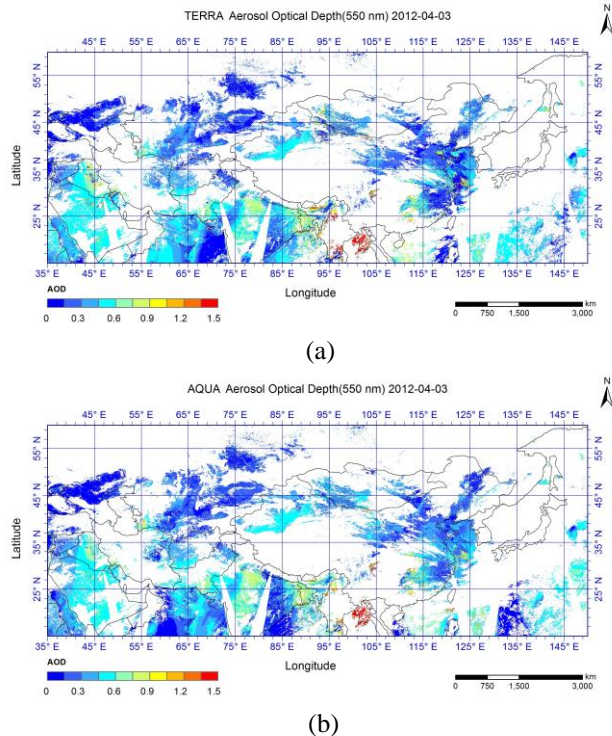 TERRA Aerosol Optical Depth(550 nm) 2012-04-03
N
45° E 55° E 65° E 75° E 85° E 95° E 105° E 115° E 125° E 135° E 145° E
55° N
45° N
35° N
25° N
Latitude
35° E 45° E 55° E 65° E 75° E 85° E 95° E 105° E 115° E 125° E 135° E 145° E
Longitude
AOD
0 0.3 0.6 0.9 1.2 1.5
km
0 750 1,500 3,000
(a)
AQUA Aerosol Optical Depth(550 nm) 2012-04-03
N
45° E 55° E 65° E 75° E 85° E 95° E 105° E 115° E 125° E 135° E 145° E
55° N
45° N
35° N
25° N
Latitude
35° E 45° E 55° E 65° E 75° E 85° E 95° E 105° E 115° E 125° E 135° E 145° E
Longitude
AOD
0 0.3 0.6 0.9 1.2 1.5
km
0 750 1,500 3,000
(b)